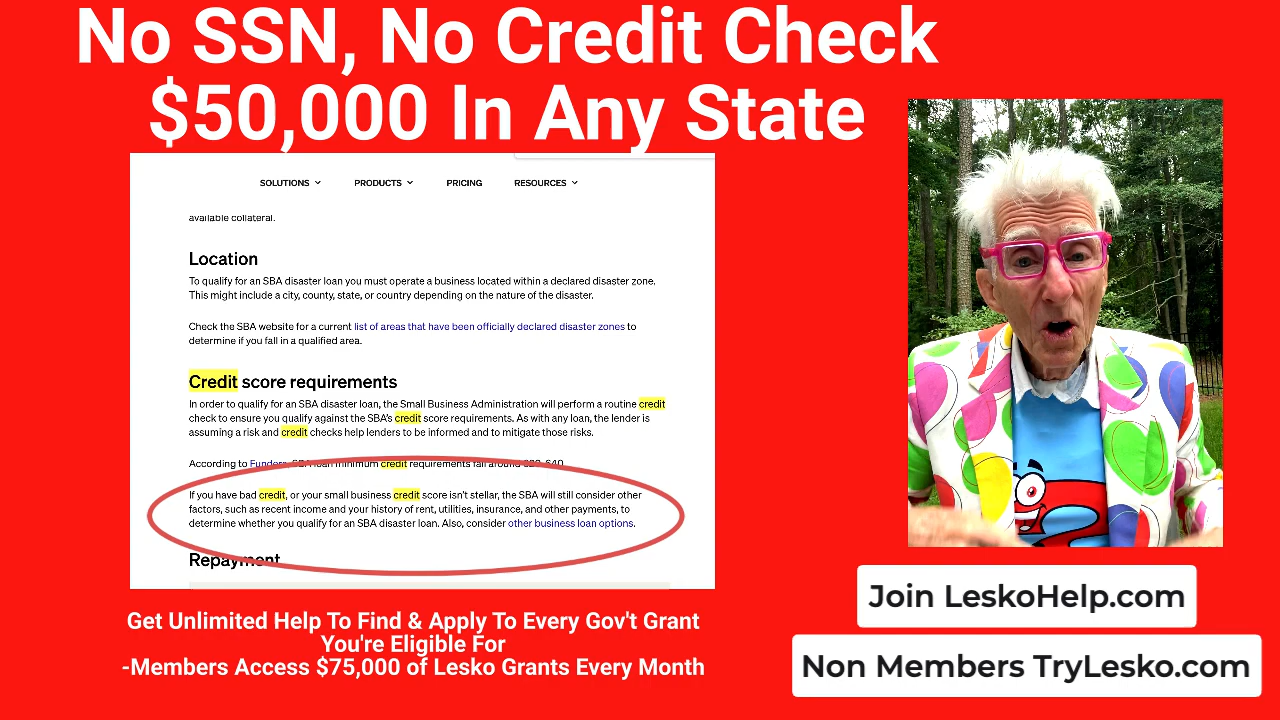 No SSN, No Credit Check
$50,000 In Any State
SOLUTIONS
PRODUCTS
PRICING
RESOURCES
available collateral.
Location
To qualify for an SBA disaster loan you must operate a business located within a declared disaster zone.
This might include a city, county, state, or country depending on the nature of the disaster.
Check the SBA website for a current list of areas that have been officially declared disaster zones to
determine if you fall in a qualified area.
Credit score requirements
In order to qualify for an SBA disaster loan, the Small Business Administration will perform a routine credit
check to ensure you qualify against the SBA's credit score requirements. As with any loan, the lender is
assuming a risk and credit checks help lenders to be informed and to mitigate those risks.
According to loan minimum credit requirements fall around
If you have bad credit, or your small business credit score isn't stellar, the SBA will still consider other
factors, such as recent income and your history of rent, utilities, insurance, and other payments, to
determine whether you qualify for an SBA disaster loan. Also, consider other business loan options.
Repayment
Get Unlimited Help To Find & Apply To Every Gov't Grant
You're Eligible For
-Members Access $75,000 of Lesko Grants Every Month
Join LeskoHelp.com
Non Members TryLesko.com